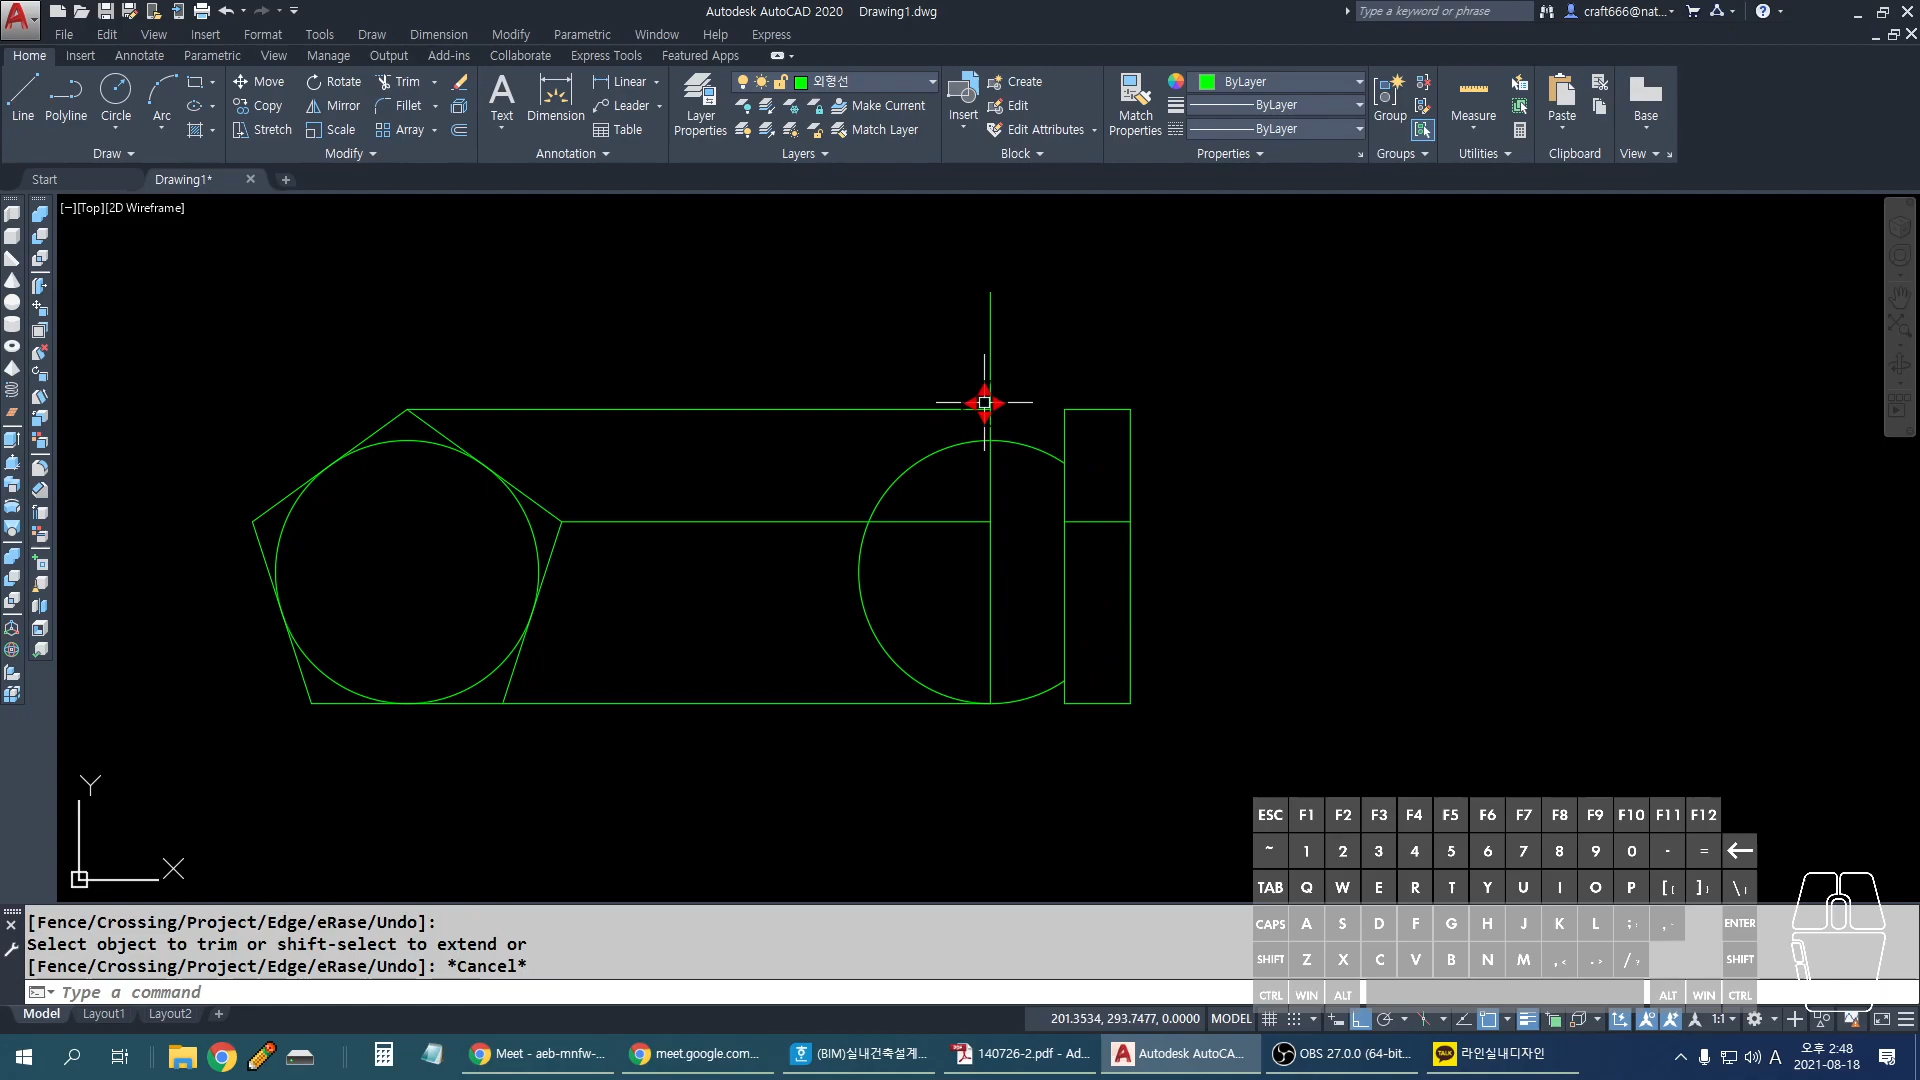 Autodesk AutoCAD 2020 Drawing1.dwg
Type a keyword or phrase
craft666@nat...
File Edit View Insert Format Tools Draw Dimension Modify Parametric Window Help Express
Home Insert Annotate Parametric View Manage Output Add-ins Collaborate Express Tools Featured Apps
Move Rotate Trim Linear 외형선 Create ByLayer
Copy Mirror Fillet Leader Make Current Edit ByLayer
Line Polyline Circle Arc Text Dimension Layer Properties Insert Match Properties Group Measure Paste Base
Stretch Scale Array Table Match Layer Edit Attributes ByLayer
Draw Modify Annotation Layers Block Properties Groups Utilities Clipboard View
Start Drawing1*
[−][Top][2D Wireframe]
Y
X
ESC F1 F2 F3 F4 F5 F6 F7 F8 F9 F10 F11 F12
~ 1 2 3 4 5 6 7 8 9 0 - =
TAB Q W E R T Y U I O P [{ ]} \|
CAPS A S D F G H J K L ;: ENTER
SHIFT Z X C V B N M ,< .> /? SHIFT
CTRL WIN ALT ALT WIN CTRL
[Fence/Crossing/Project/Edge/eRase/Undo]:
Select object to trim or shift-select to extend or
[Fence/Crossing/Project/Edge/eRase/Undo]: *Cancel*
Type a command
Model Layout1 Layout2 +
201.3534, 293.7477, 0.0000 MODEL 1:1
Meet - aeb-mnfw-... meet.google.com... (BIM)실내건축설계... 140726-2.pdf - Ad... Autodesk AutoCA... OBS 27.0.0 (64-bit... 라인실내디자인
A 오후 2:48
2021-08-18